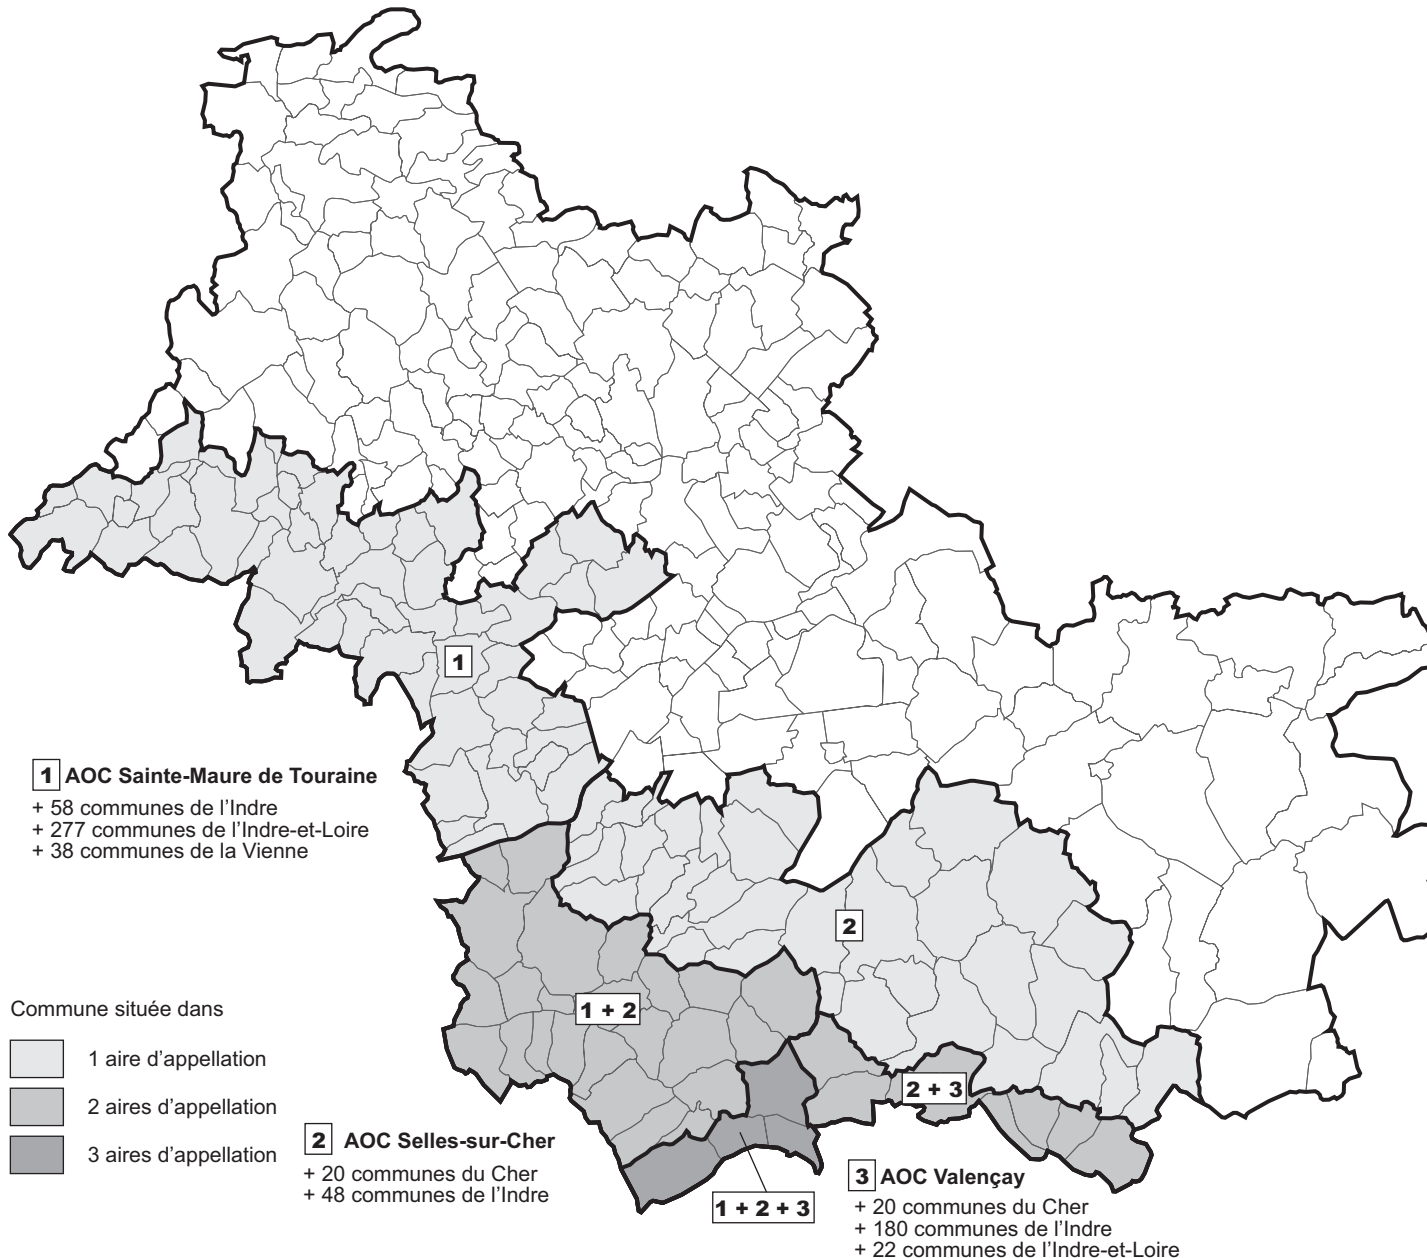 1
1 AOC Sainte-Maure de Touraine
+ 58 communes de l'Indre
+ 277 communes de l'Indre-et-Loire
+ 38 communes de la Vienne
2
1 + 2
Commune située dans
1 aire d'appellation
2 aires d'appellation
3 aires d'appellation
2 + 3
2 AOC Selles-sur-Cher
+ 20 communes du Cher
+ 48 communes de l'Indre
1 + 2 + 3
3 AOC Valençay
+ 20 communes du Cher
+ 180 communes de l'Indre
+ 22 communes de l'Indre-et-Loire